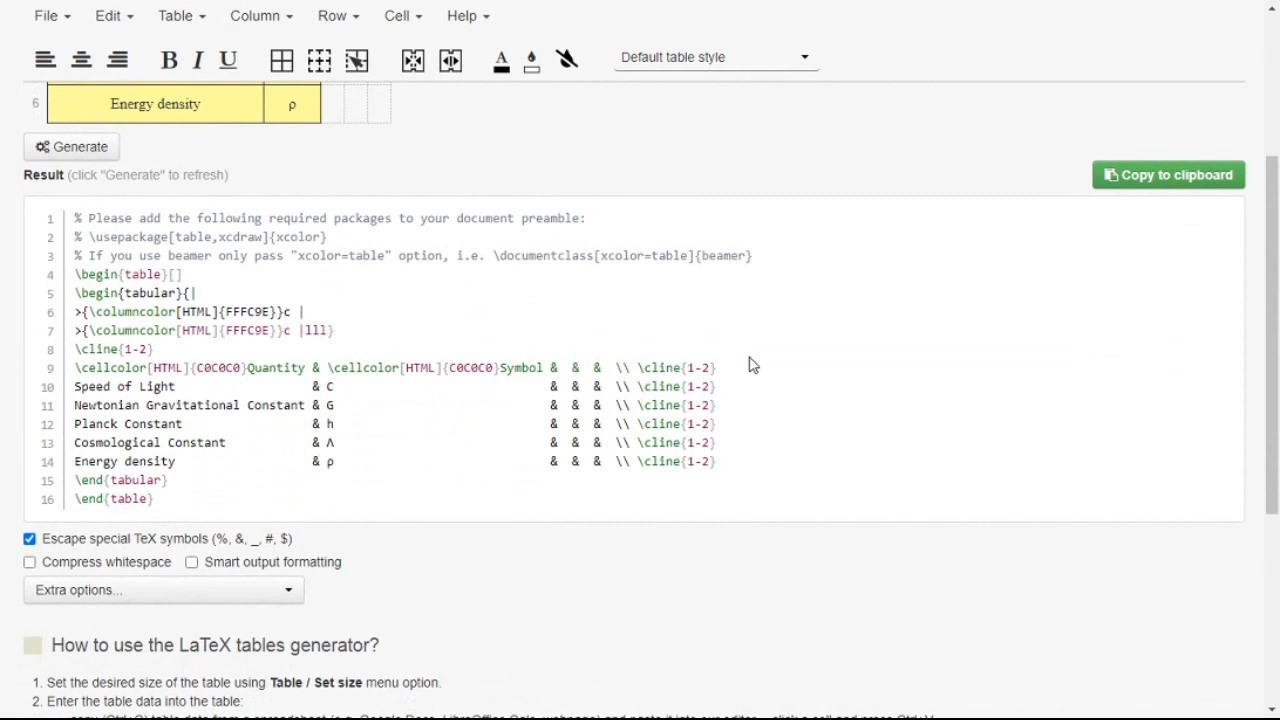 File Edit Table Column Row Cell Help
B I U A Default table style
6 Energy density ρ
Generate
Result (click "Generate" to refresh) Copy to clipboard
1 % Please add the following required packages to your document preamble:
2 % \usepackage[table,xcdraw]{xcolor}
3 % If you use beamer only pass "xcolor=table" option, i.e. \documentclass[xcolor=table]{beamer}
4 \begin{table}[]
5 \begin{tabular}{|
6 >{\columncolor[HTML]{FFFC9E}}c |
7 >{\columncolor[HTML]{FFFC9E}}c |lll}
8 \cline{1-2}
9 \cellcolor[HTML]{C0C0C0}Quantity & \cellcolor[HTML]{C0C0C0}Symbol & & & \\ \cline{1-2}
10 Speed of Light & C & & & \\ \cline{1-2}
11 Newtonian Gravitational Constant & G & & & \\ \cline{1-2}
12 Planck Constant & h & & & \\ \cline{1-2}
13 Cosmological Constant & Λ & & & \\ \cline{1-2}
14 Energy density & ρ & & & \\ \cline{1-2}
15 \end{tabular}
16 \end{table}
Escape special TeX symbols (%, &, _, #, $)
Compress whitespace Smart output formatting
Extra options...
How to use the LaTeX tables generator?
1. Set the desired size of the table using Table / Set size menu option.
2. Enter the table data into the table: